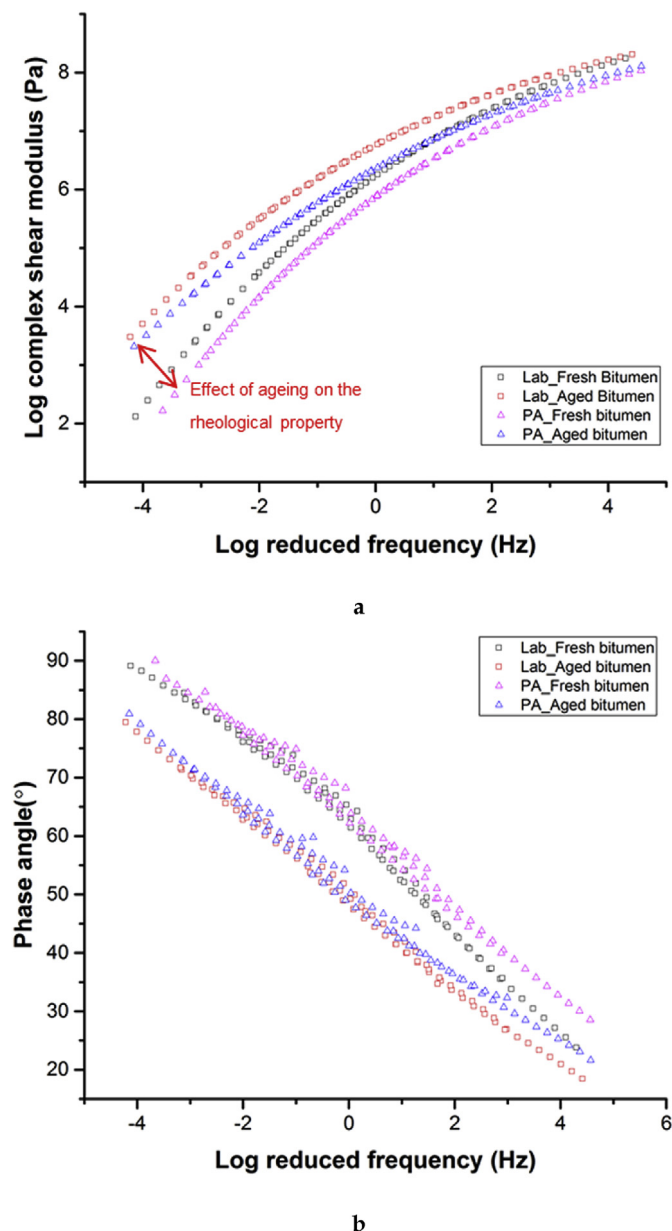 Log complex shear modulus (Pa)
8
6
4
2
Effect of ageing on the
rheological property
Lab_Fresh Bitumen
Lab_Aged Bitumen
PA_Fresh bitumen
PA_Aged bitumen
-4 -2 0 2 4
Log reduced frequency (Hz)
a
Phase angle(°)
90
80
70
60
50
40
30
20
Lab_Fresh bitumen
Lab_Aged bitumen
PA_Fresh bitumen
PA_Aged bitumen
-4 -2 0 2 4 6
Log reduced frequency (Hz)
b